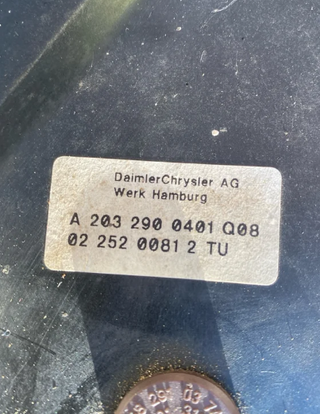 DaimlerChrysler AG
Werk Hamburg
A 203 290 0401 Q08
02 252 0081 2 TU